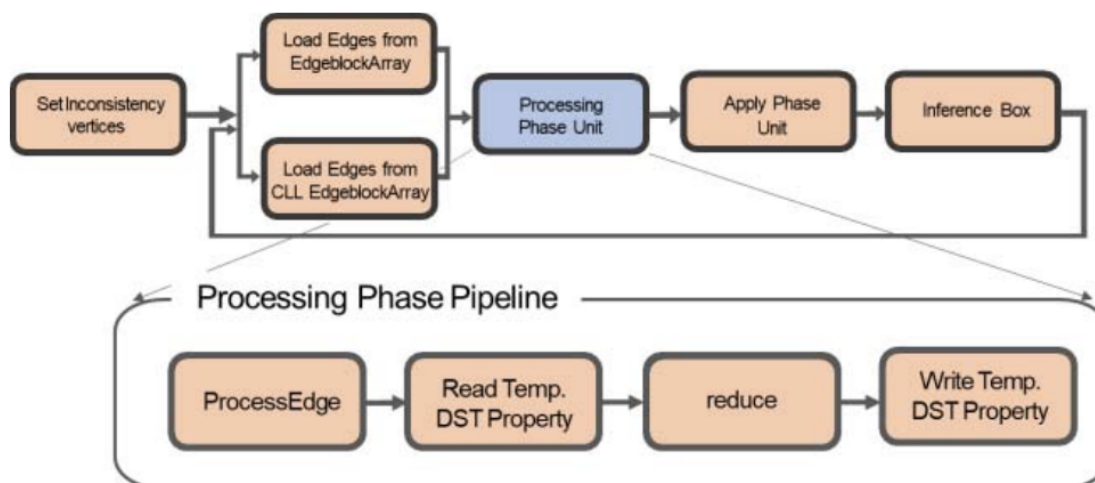 Set Inconsistency
vertices
Load Edges from
EdgeblockArray
Load Edges from
CLL EdgeblockArray
Processing
Phase Unit
Apply Phase
Unit
Inference Box
Processing Phase Pipeline
ProcessEdge
Read Temp.
DST Property
reduce
Write Temp.
DST Property